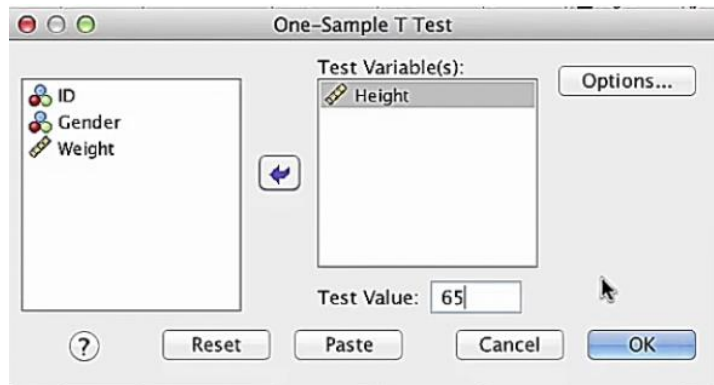 One-Sample T Test
Test Variable(s):
ID
Gender
Weight
Height
Options...
Test Value: 65
?
Reset
Paste
Cancel
OK